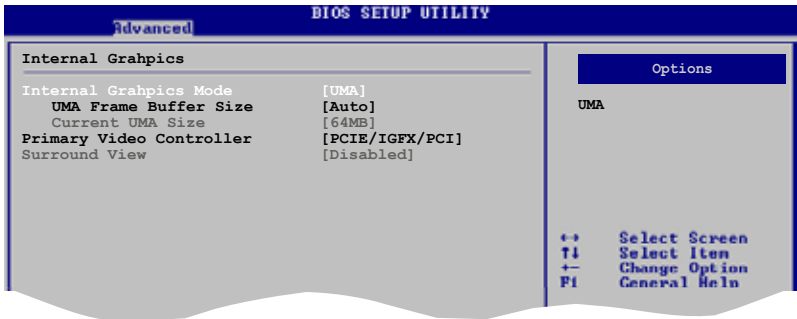 BIOS SETUP UTILITY
Advanced
Internal Grahpics
Internal Grahpics Mode [UMA]
UMA Frame Buffer Size [Auto]
Current UMA Size [64MB]
Primary Video Controller [PCIE/IGFX/PCI]
Surround View [Disabled]
Options
UMA
↔ Select Screen
↑↓ Select Item
+- Change Option
F1 General Help